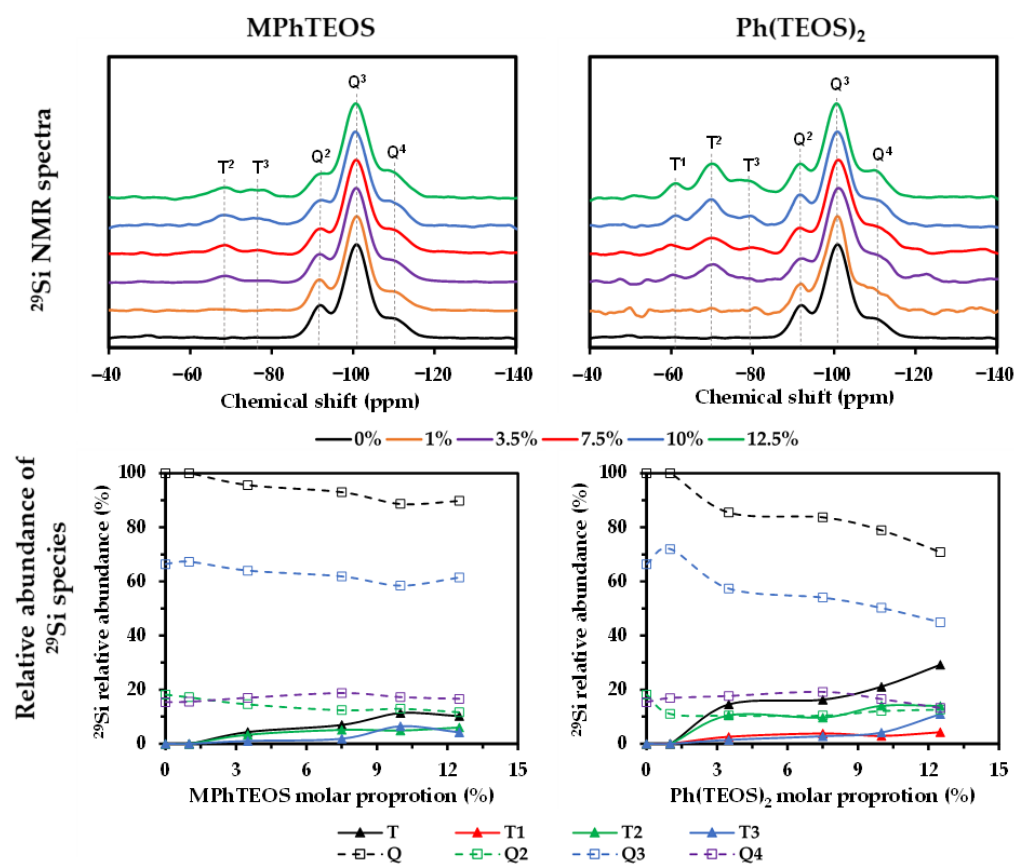 MPhTEOS
Ph(TEOS)₂
²⁹Si NMR spectra
T²
T³
Q²
Q³
Q⁴
−40
−60
−80
−100
−120
−140
Chemical shift (ppm)
T¹
T²
T³
Q²
Q³
Q⁴
−40
−60
−80
−100
−120
−140
Chemical shift (ppm)
0%
1%
3.5%
7.5%
10%
12.5%
Relative abundance of
²⁹Si species
²⁹Si relative abundance (%)
100
80
60
40
20
0
0
3
6
9
12
15
MPhTEOS molar proprotion (%)
²⁹Si relative abundance (%)
100
80
60
40
20
0
0
3
6
9
12
15
Ph(TEOS)₂ molar proprotion (%)
T
T1
T2
T3
Q
Q2
Q3
Q4